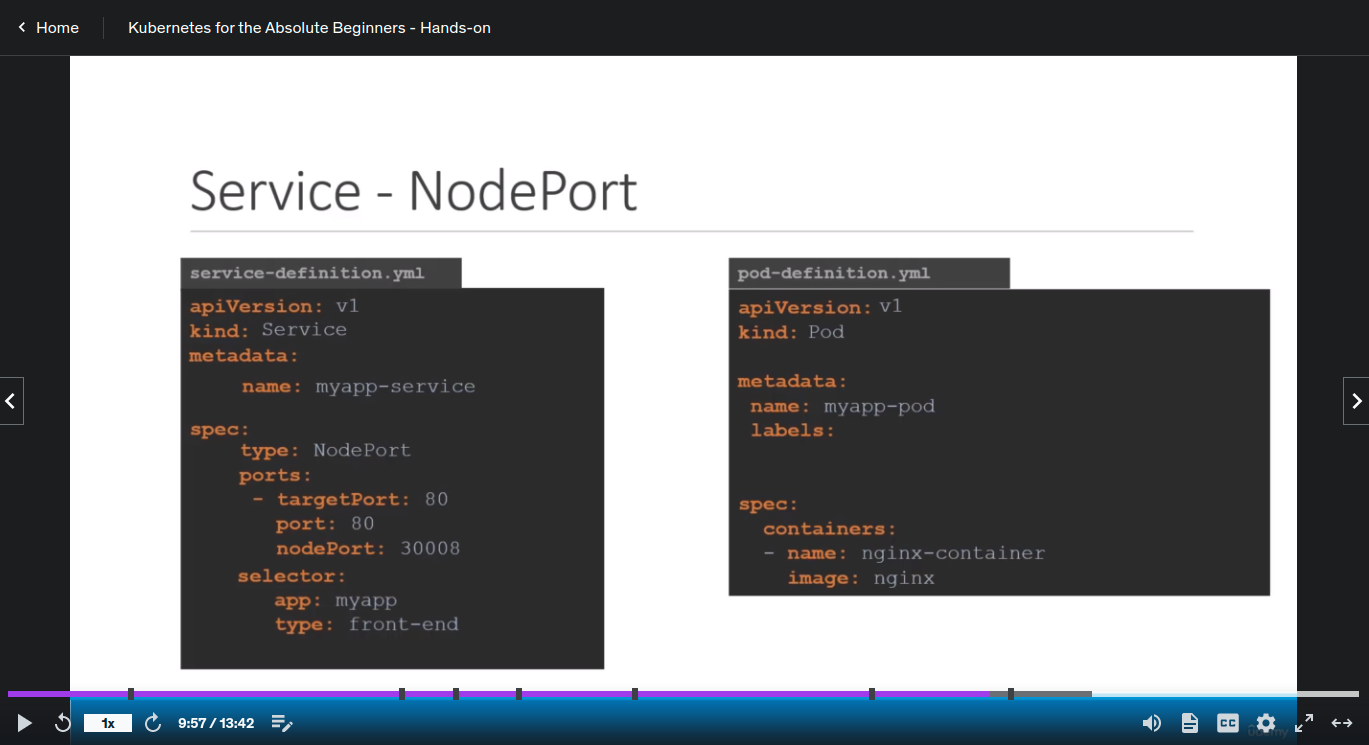 Home
Kubernetes for the Absolute Beginners - Hands-on
Service - NodePort
service-definition.yml
apiVersion: v1
kind: Service
metadata:
name: myapp-service
spec:
type: NodePort
ports:
- targetPort: 80
port: 80
nodePort: 30008
selector:
app: myapp
type: front-end
pod-definition.yml
apiVersion: v1
kind: Pod
metadata:
name: myapp-pod
labels:
spec:
containers:
- name: nginx-container
image: nginx
5
1x
9:57 / 13:42
CC
Udemy